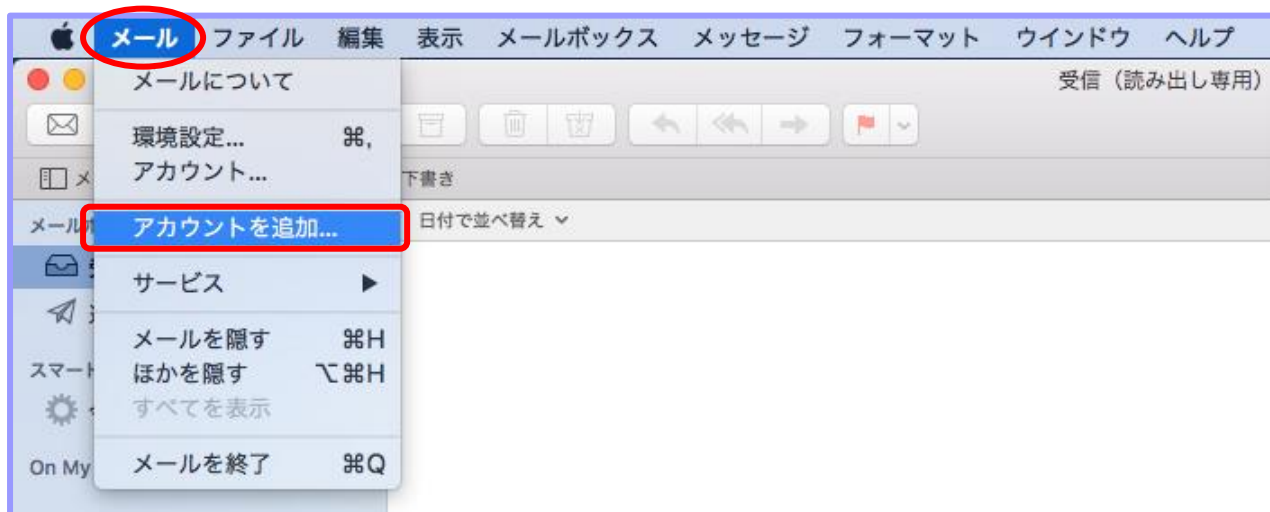 メール ファイル 編集 表示 メールボックス メッセージ フォーマット ウインドウ ヘルプ
受信（読み出し専用）
メールについて
環境設定... ⌘,
アカウント...
メ
下書き
アカウントを追加...
メールボ
日付で並べ替え
サービス ▶
メールを隠す ⌘H
スマート
ほかを隠す ⌥⌘H
すべてを表示
On My
メールを終了 ⌘Q